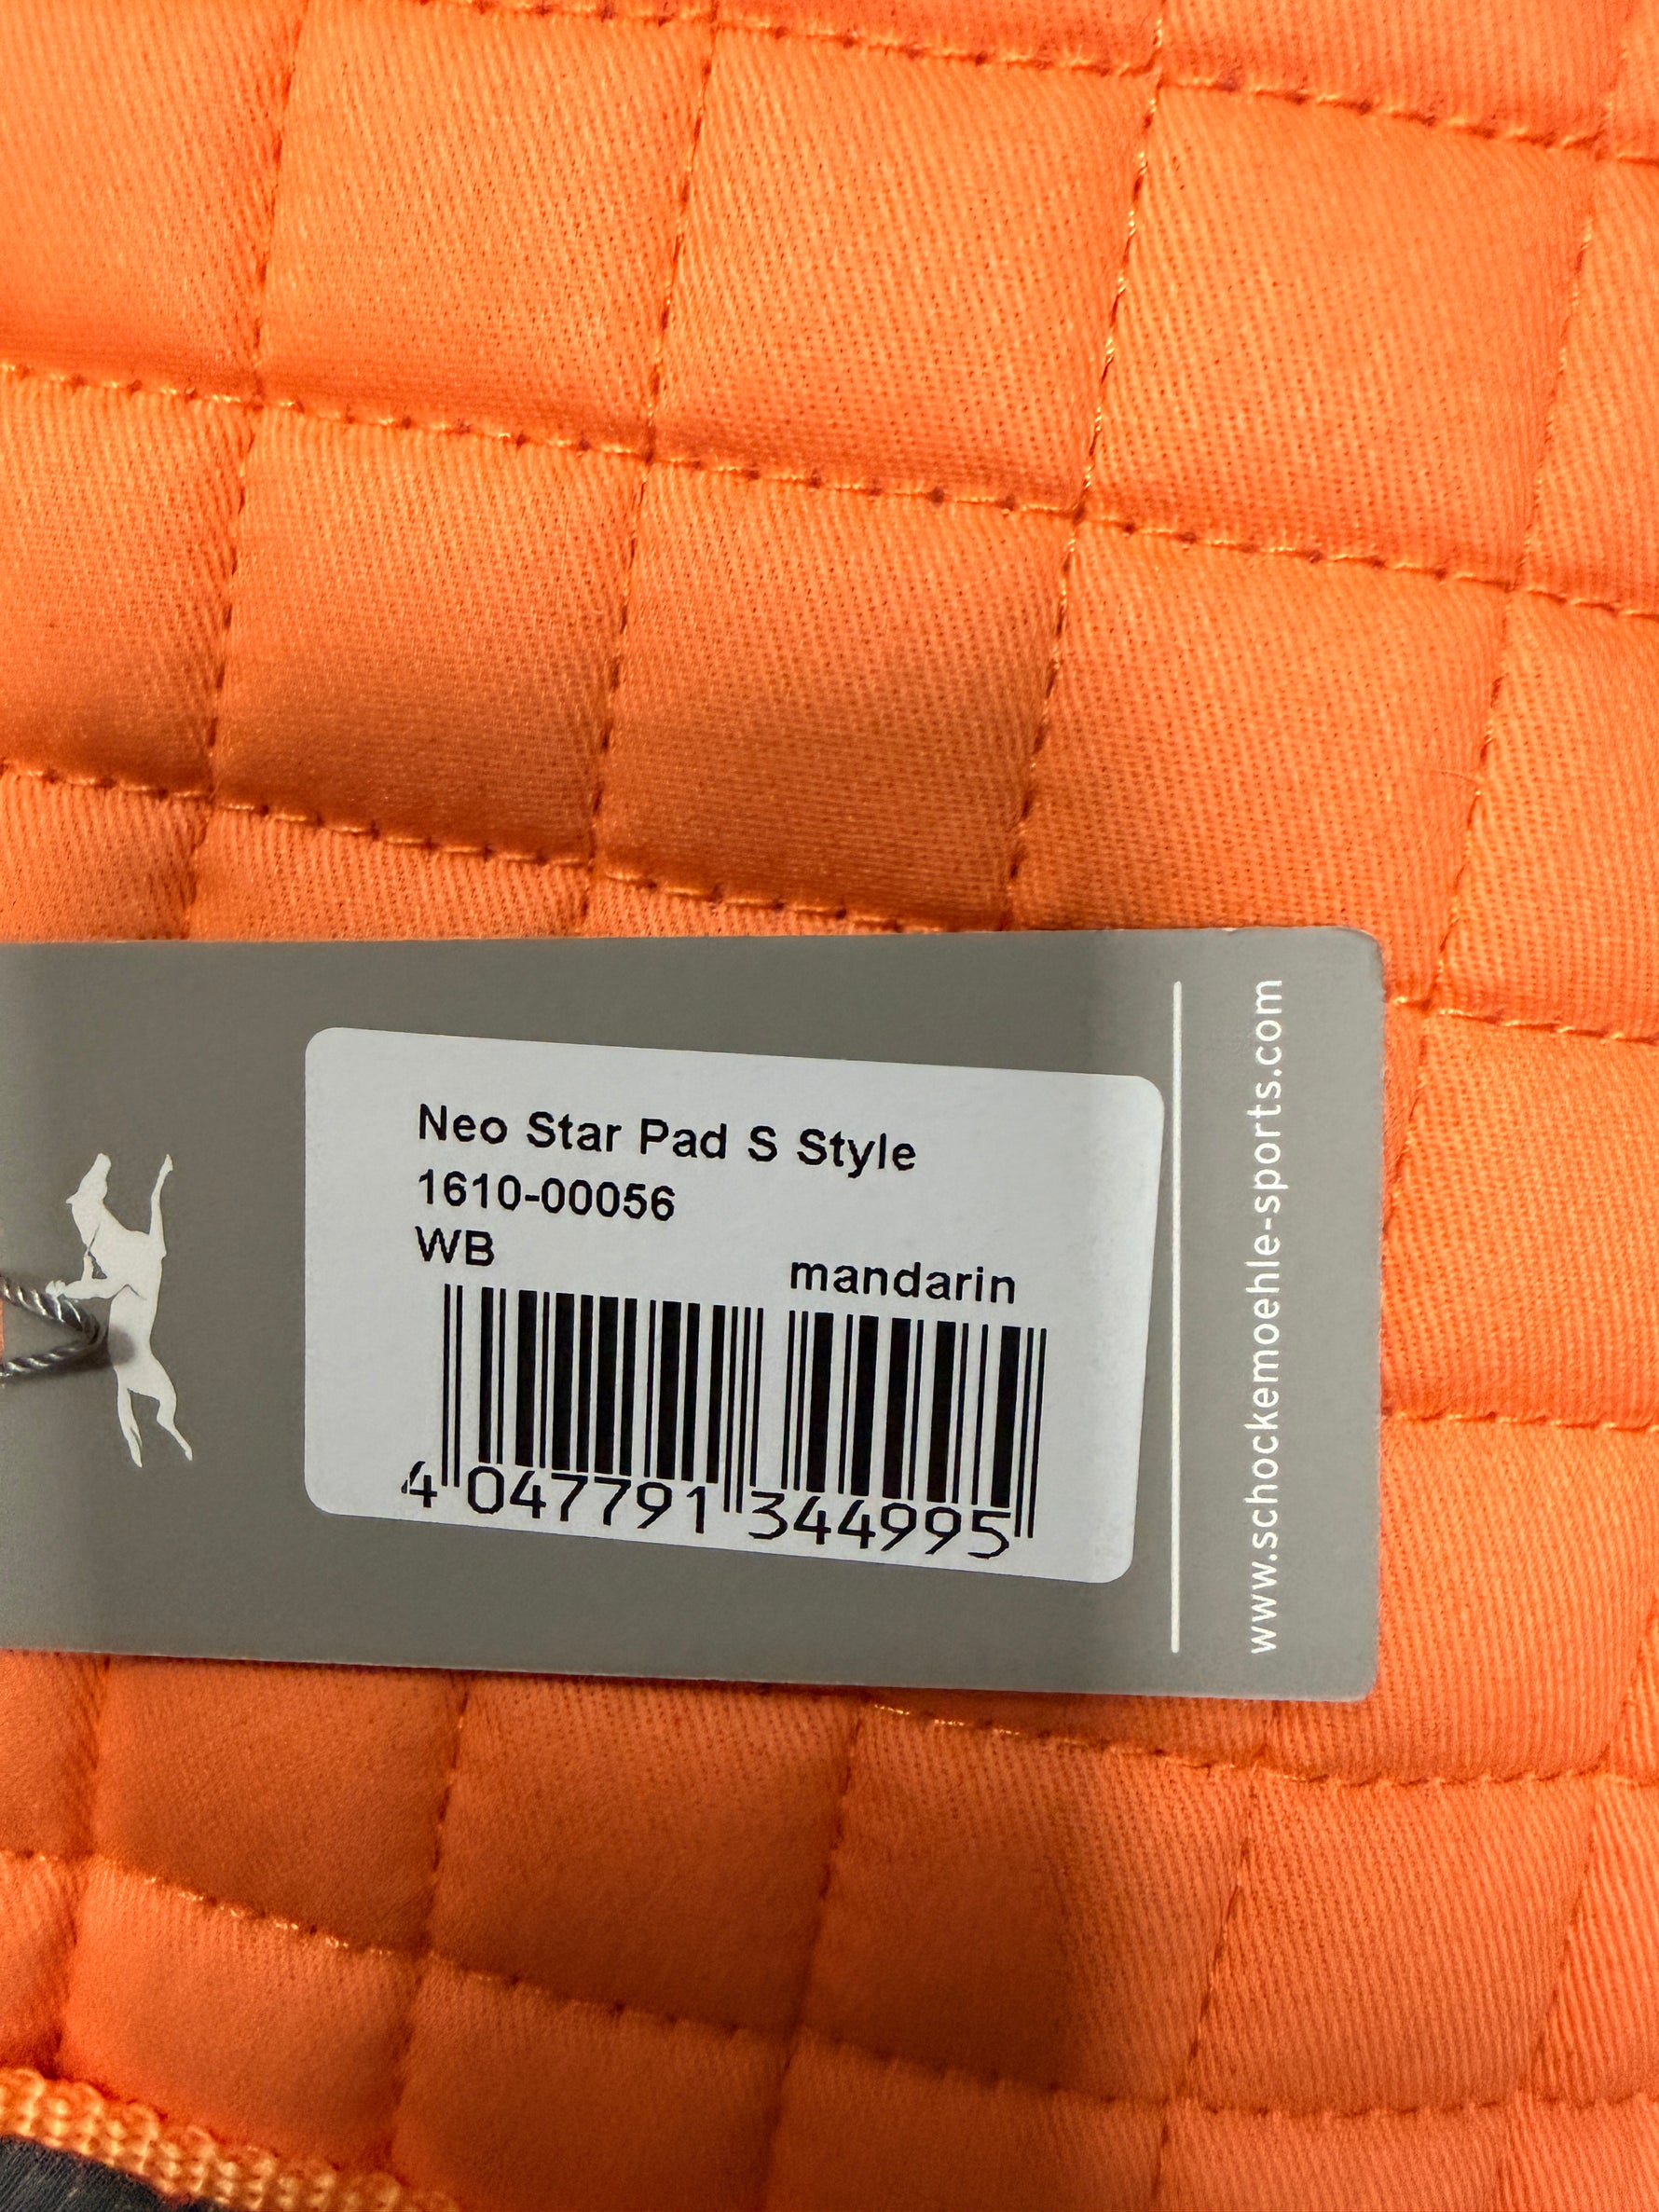 Neo Star Pad S Style
1610-00056
WB
mandarin
4 047791 344995
www.schockemoehle-sports.com